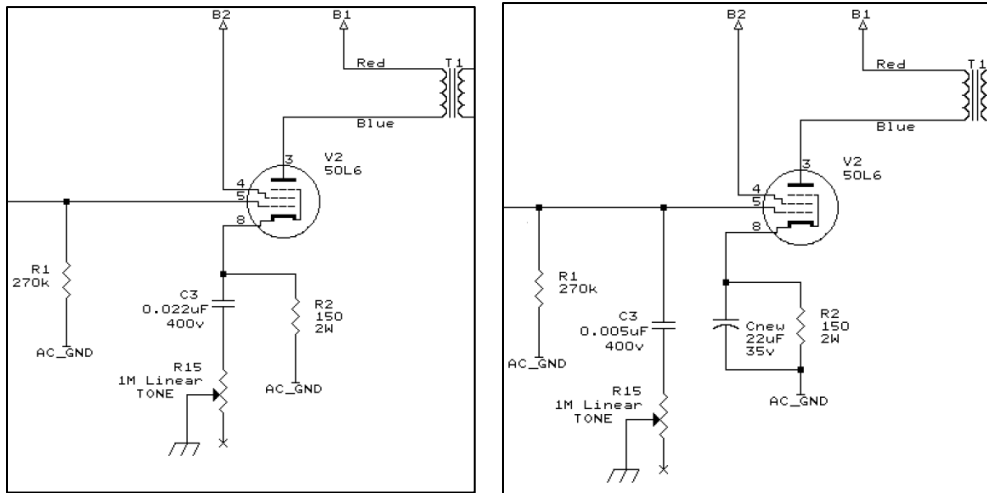 B2
B1
Red
T1
Blue
3
V2
50L6
4
5
8
R1
270k
C3
0.022uF
400v
R2
150
2W
AC_GND
R15
1M Linear
TONE
AC_GND
B2
B1
Red
T1
Blue
3
V2
50L6
4
5
8
R1
270k
C3
0.005uF
400v
Cnew
22uF
35v
R2
150
2W
AC_GND
R15
1M Linear
TONE
AC_GND